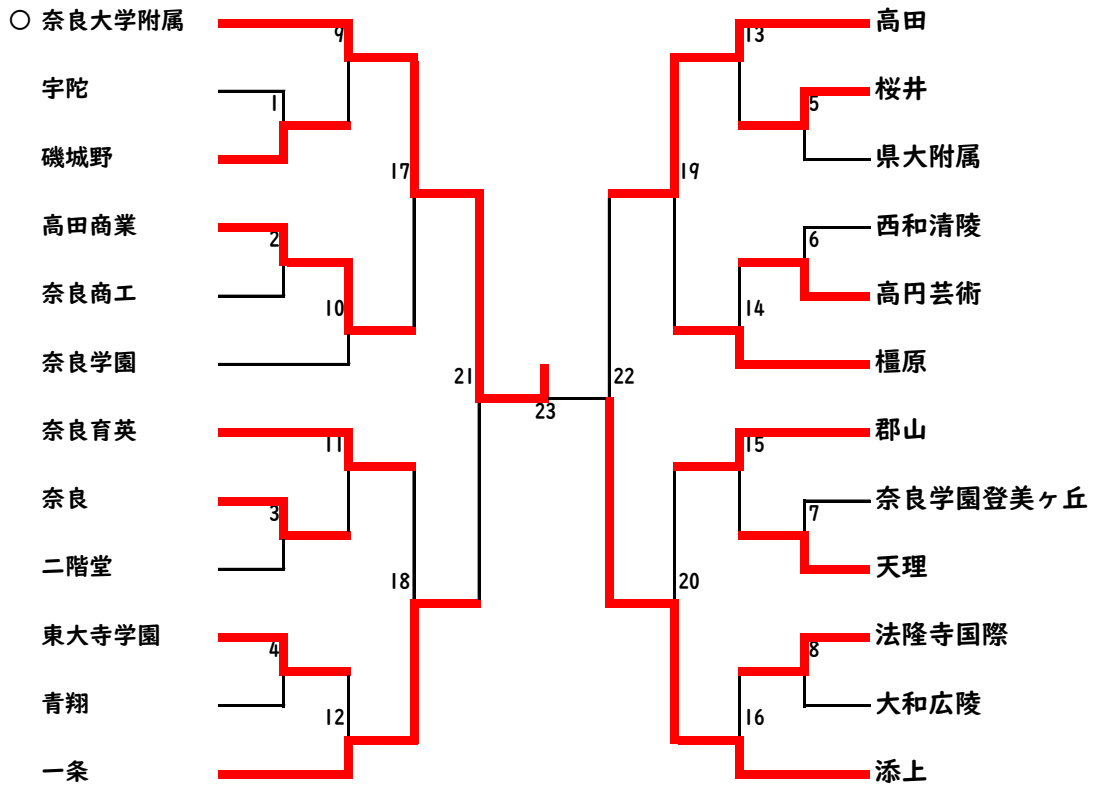 ○ 奈良大学附属
宇陀
磯城野
高田商業
奈良商工
奈良学園
奈良育英
奈良
二階堂
東大寺学園
青翔
一条
9
1
17
2
10
21
11
3
18
4
12
23
13
5
19
6
14
22
15
7
20
8
16
高田
桜井
県大附属
西和清陵
高円芸術
橿原
郡山
奈良学園登美ヶ丘
天理
法隆寺国際
大和広陵
添上